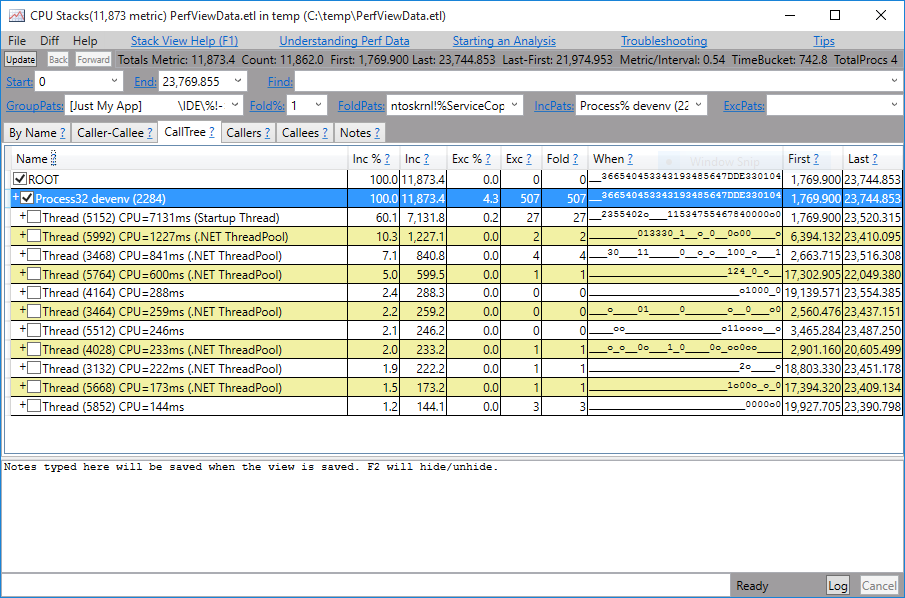 CPU Stacks(11,873 metric) PerfViewData.etl in temp (C:\temp\PerfViewData.etl)
File Diff Help Stack View Help (F1) Understanding Perf Data Starting an Analysis Troubleshooting Tips
Update Back Forward Totals Metric: 11,873.4 Count: 11,862.0 First: 1,769.900 Last: 23,744.853 Last-First: 21,974.953 Metric/Interval: 0.54 TimeBucket: 742.8 TotalProcs 4
Start: 0 End: 23,769.855 Find:
GroupPats: [Just My App] \IDE\%!- Fold%: 1 FoldPats: ntoskrnl!%ServiceCop IncPats: Process% devenv (22 ExcPats:
By Name ? Caller-Callee ? CallTree ? Callers ? Callees ? Notes ?
Name ? Inc % ? Inc ? Exc % ? Exc ? Fold ? When ? Window Snip First ? Last ?
ROOT 100.0 11,873.4 0.0 0 0 __366540453343193485647DDE330104 1,769.900 23,744.853
+ Process32 devenv (2284) 100.0 11,873.4 4.3 507 507 __366540453343193485647DDE330104 1,769.900 23,744.853
+ Thread (5152) CPU=7131ms (Startup Thread) 60.1 7,131.8 0.2 27 27 1,769.900 23,520.315
+ Thread (5992) CPU=1227ms (.NET ThreadPool) 10.3 1,227.1 0.0 2 2 6,394.132 23,410.095
+ Thread (3468) CPU=841ms (.NET ThreadPool) 7.1 840.8 0.0 4 4 2,663.715 23,516.308
+ Thread (5764) CPU=600ms (.NET ThreadPool) 5.0 599.5 0.0 1 1 17,302.905 22,049.380
+ Thread (4164) CPU=288ms 2.4 288.3 0.0 0 0 19,139.571 23,554.385
+ Thread (3464) CPU=259ms (.NET ThreadPool) 2.2 259.2 0.0 0 0 2,560.476 23,437.151
+ Thread (5512) CPU=246ms 2.1 246.2 0.0 0 0 3,465.284 23,487.250
+ Thread (4028) CPU=233ms (.NET ThreadPool) 2.0 233.2 0.0 1 1 2,901.160 20,605.499
+ Thread (3132) CPU=222ms (.NET ThreadPool) 1.9 222.2 0.0 1 1 18,803.330 23,451.178
+ Thread (5668) CPU=173ms (.NET ThreadPool) 1.5 173.2 0.0 1 1 17,394.320 23,409.134
+ Thread (5852) CPU=144ms 1.2 144.1 0.0 3 3 19,927.705 23,390.798
Notes typed here will be saved when the view is saved. F2 will hide/unhide.
Ready Log Cancel